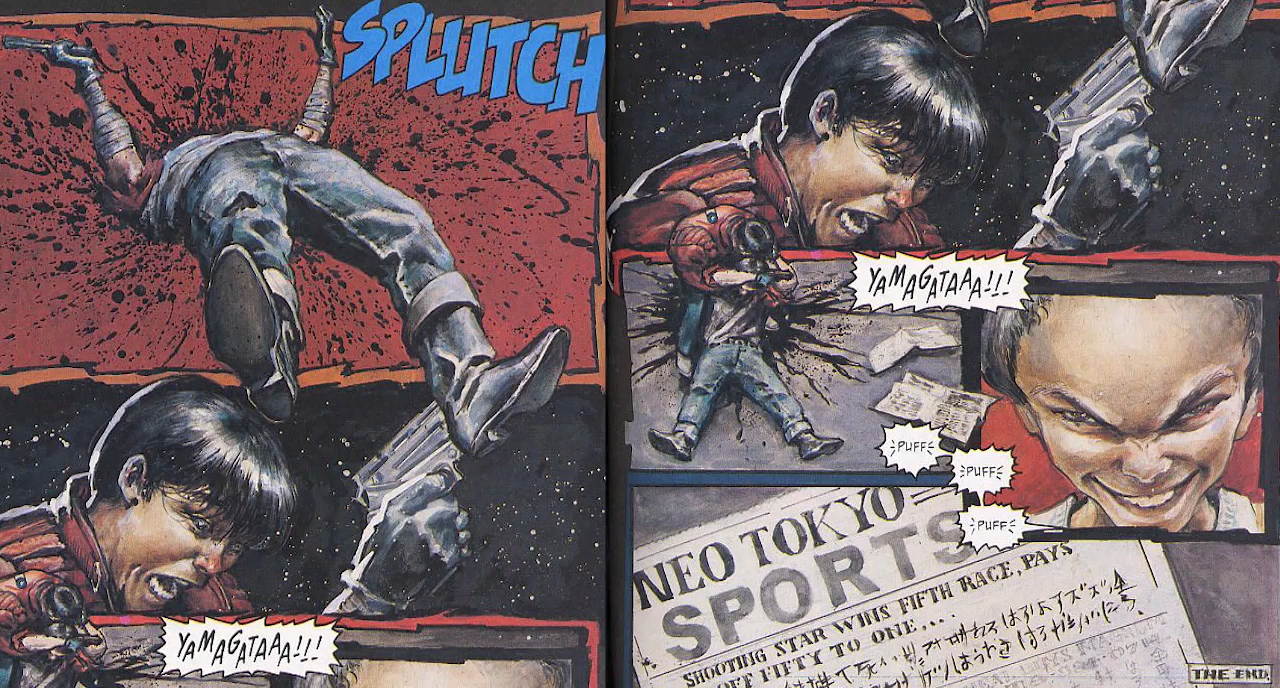 SPLUTCH
YAMAGATAAA!!!
YAMAGATAAA!!!
PUFF
PUFF
PUFF
NEO TOKYO
SPORTS
SHOOTING STAR WINS FIFTH RACE, PAYS
OFF FIFTY TO ONE...
THE END